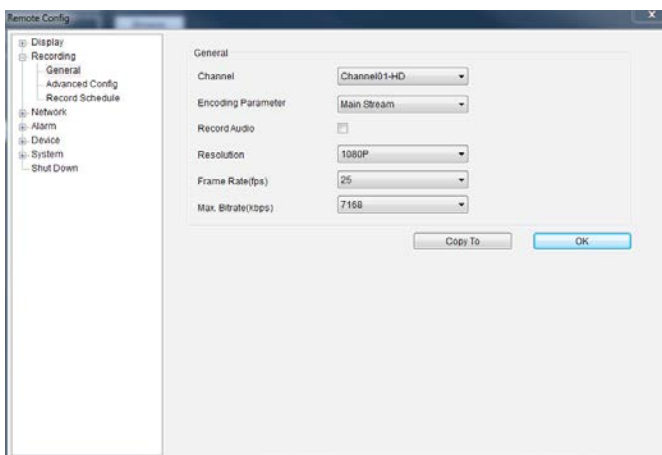 Remote Config
Display
Recording
General
Advanced Config
Record Schedule
Network
Alarm
Device
System
Shut Down
General
Channel
Channel01-HD
Encoding Parameter
Main Stream
Record Audio
Resolution
1080P
Frame Rate(fps)
25
Max. Bitrate(kbps)
7168
Copy To
OK